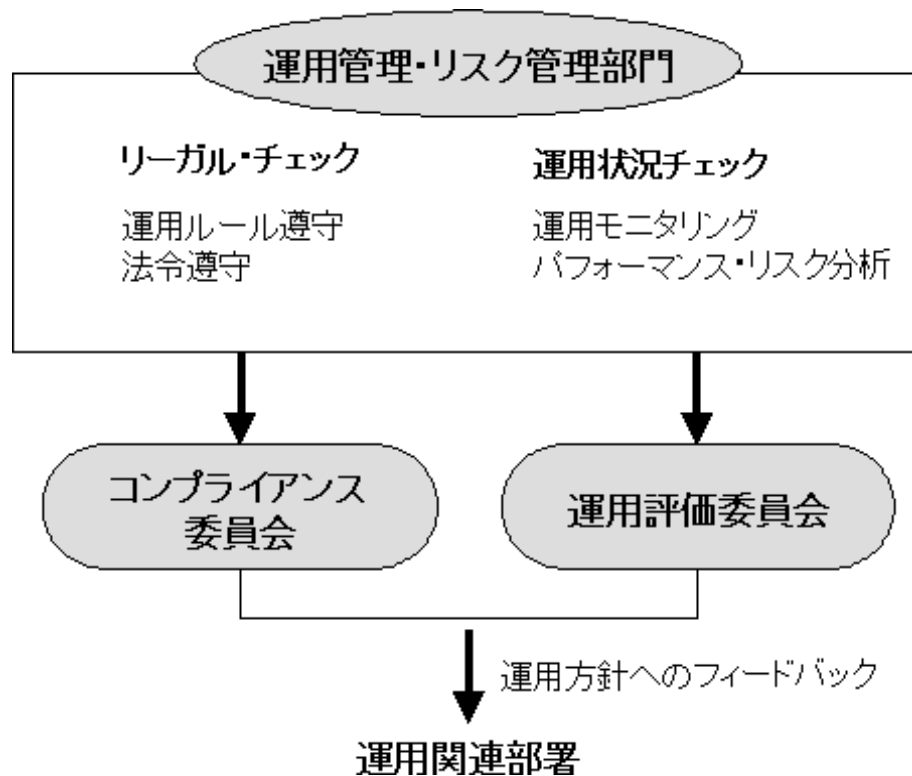 運用管理・リスク管理部門
リーガル・チェック
運用ルール遵守
法令遵守
運用状況チェック
運用モニタリング
パフォーマンス・リスク分析
コンプライアンス
委員会
運用評価委員会
運用方針へのフィードバック
運用関連部署